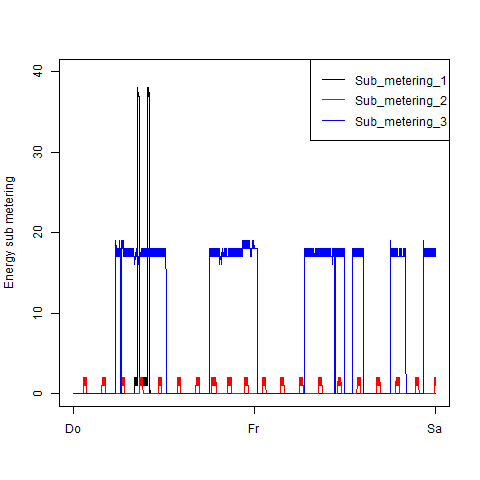 Sub_metering_1
Sub_metering_2
Sub_metering_3
Energy sub metering
40
30
20
10
0
Do Fr Sa